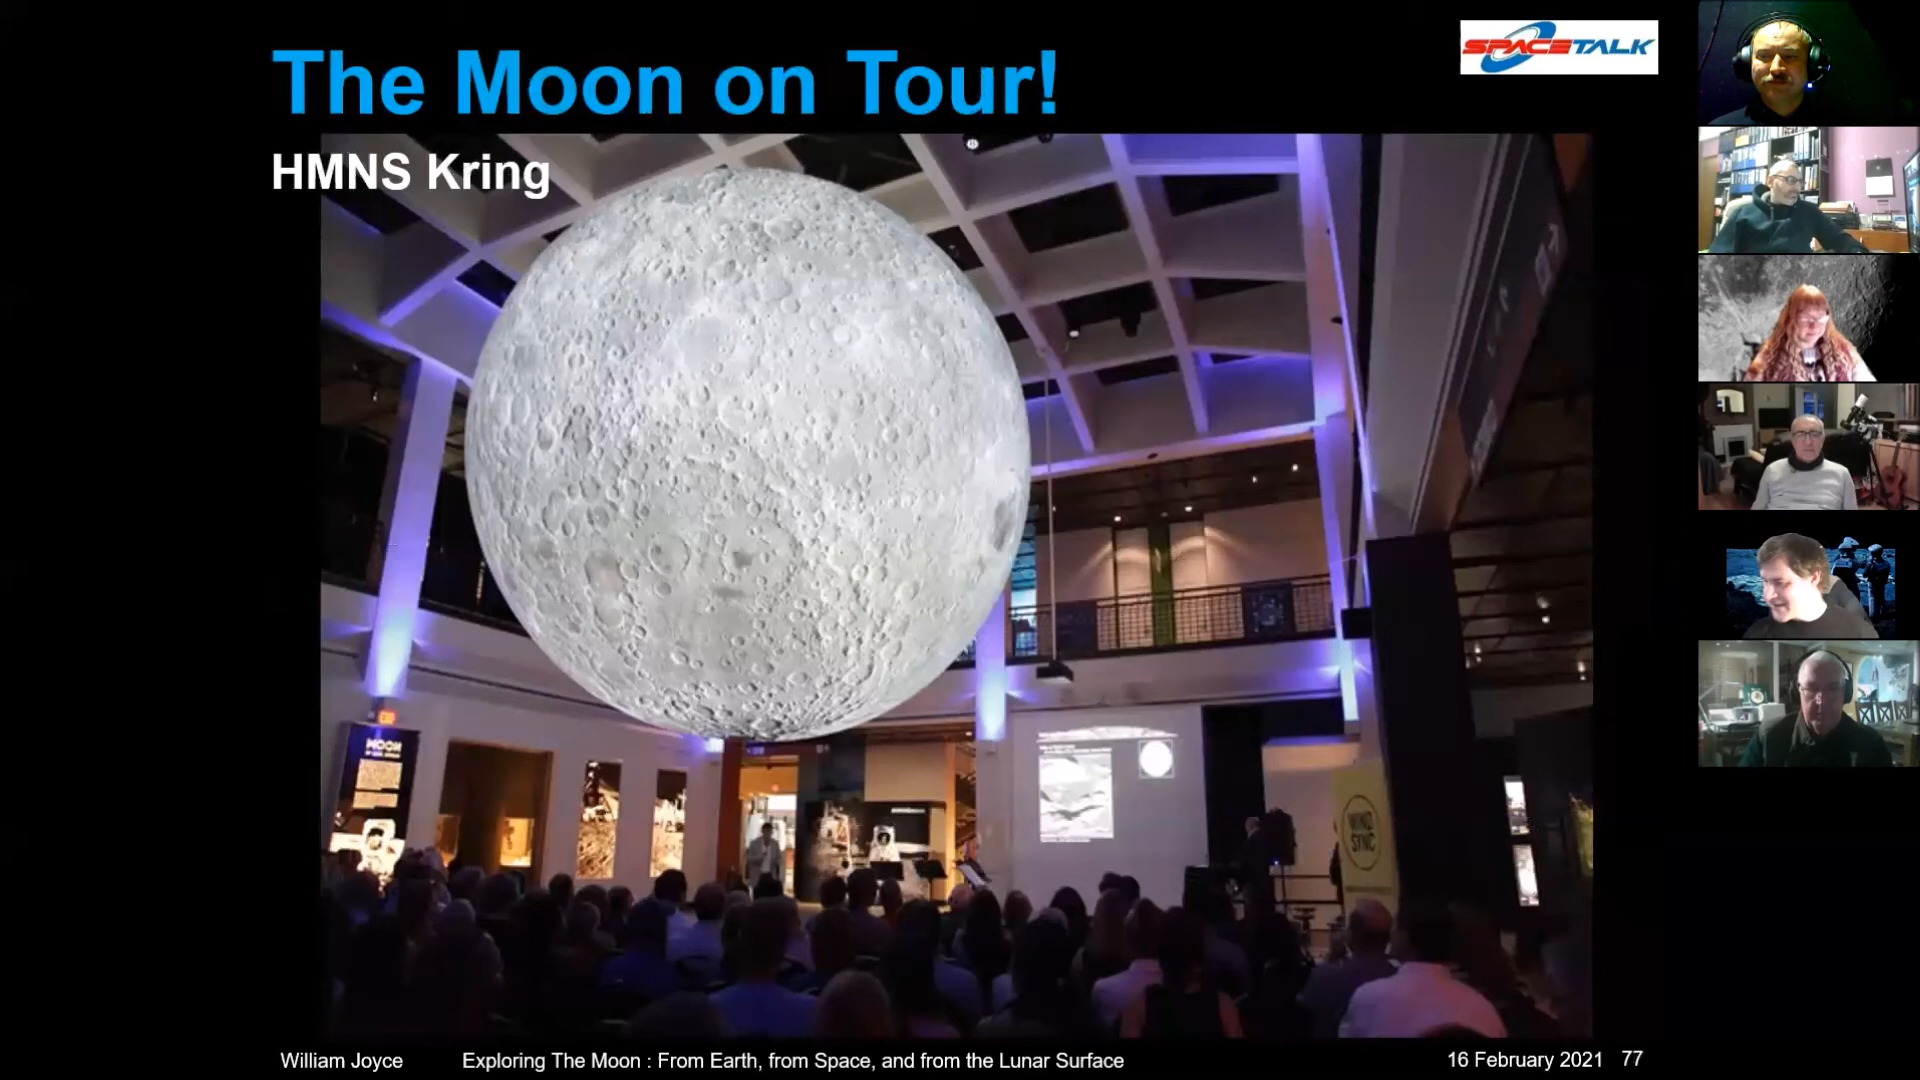 The Moon on Tour!
SPACETALK
HMNS Kring
MOON
WIND
SYNC
William Joyce
Exploring The Moon : From Earth, from Space, and from the Lunar Surface
16 February 2021
77